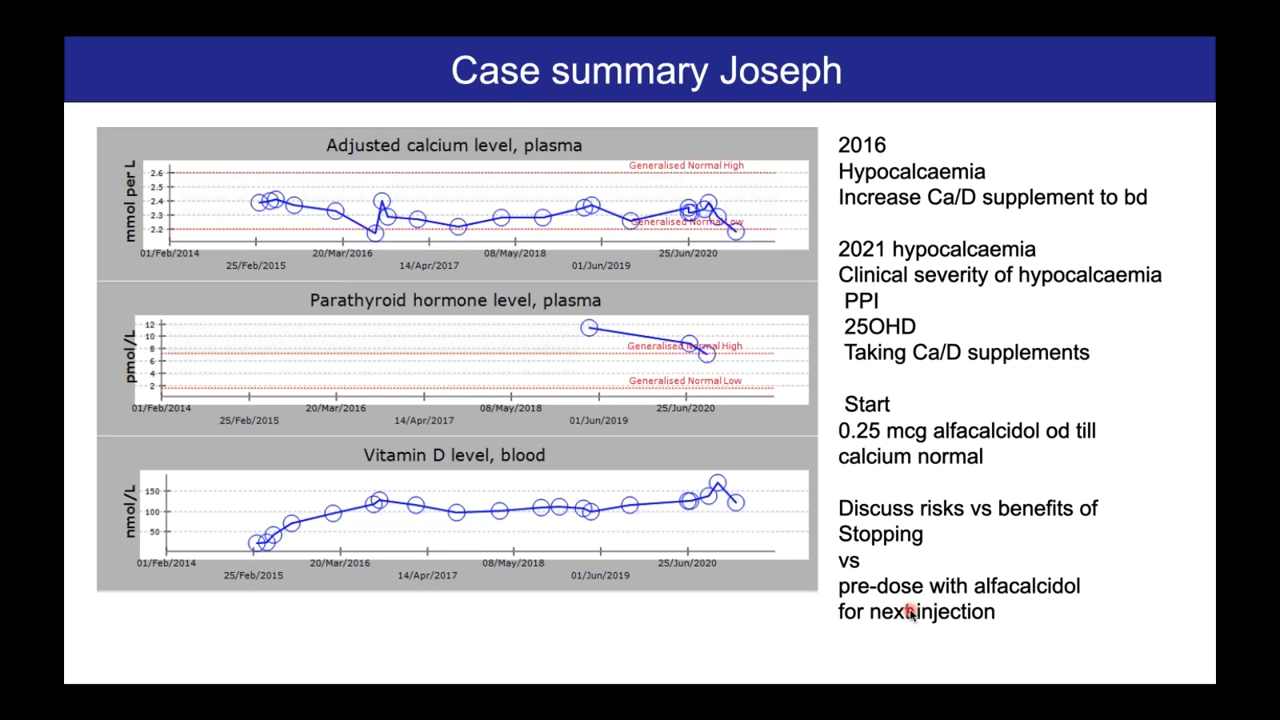 Case summary Joseph
Adjusted calcium level, plasma
mmol per L
Generalised Normal High
2.6
2.5
2.4
2.3
2.2
Generalised Normal Low
01/Feb/2014
20/Mar/2016
08/May/2018
25/Jun/2020
25/Feb/2015
14/Apr/2017
01/Jun/2019
Parathyroid hormone level, plasma
pmol/L
12
10
8
6
4
2
Generalised Normal High
Generalised Normal Low
01/Feb/2014
20/Mar/2016
08/May/2018
25/Jun/2020
25/Feb/2015
14/Apr/2017
01/Jun/2019
Vitamin D level, blood
nmol/L
150
100
50
01/Feb/2014
20/Mar/2016
08/May/2018
25/Jun/2020
25/Feb/2015
14/Apr/2017
01/Jun/2019
2016
Hypocalcaemia
Increase Ca/D supplement to bd
2021 hypocalcaemia
Clinical severity of hypocalcaemia
PPI
25OHD
Taking Ca/D supplements
Start
0.25 mcg alfacalcidol od till
calcium normal
Discuss risks vs benefits of
Stopping
vs
pre-dose with alfacalcidol
for next injection